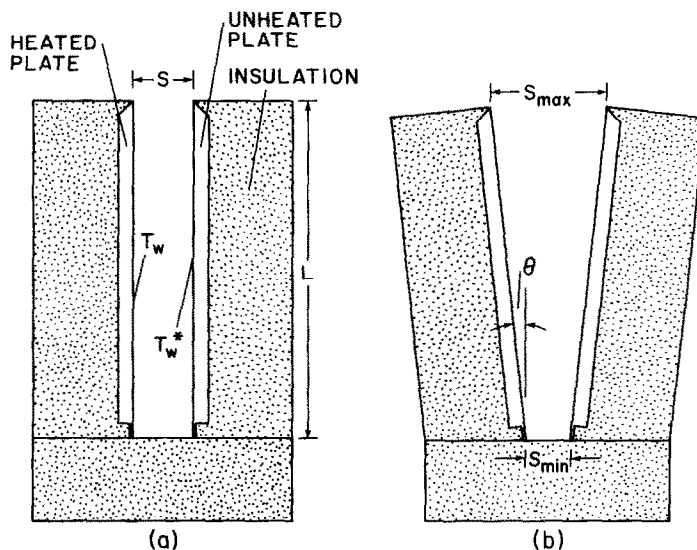 HEATED
PLATE
S
UNHEATED
PLATE
INSULATION
T_w
T_w*
L
(a)
S_max
θ
S_min
(b)